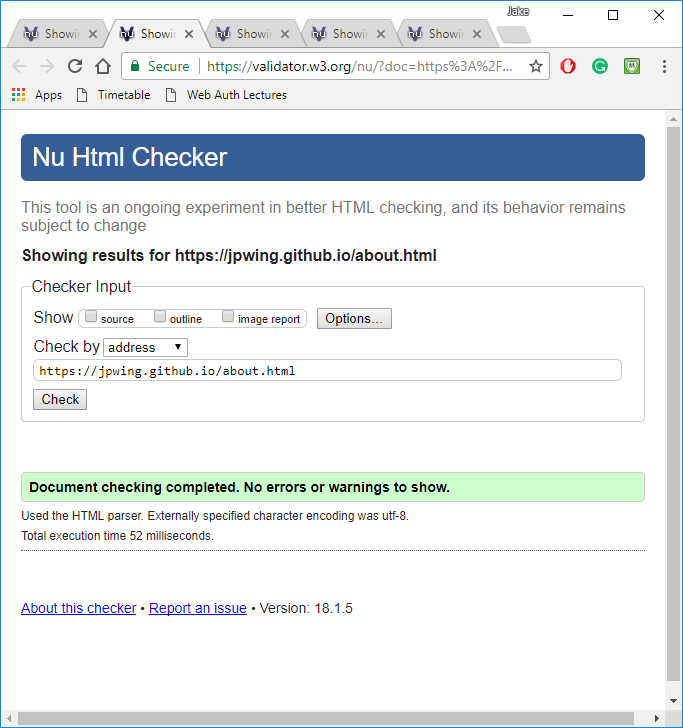 Jake
Showin Showin Showin Showin Showin
Secure https://validator.w3.org/nu/?doc=https%3A%2F...
Apps Timetable Web Auth Lectures
Nu Html Checker
This tool is an ongoing experiment in better HTML checking, and its behavior remains
subject to change
Showing results for https://jpwing.github.io/about.html
Checker Input
Show source outline image report Options...
Check by address
https://jpwing.github.io/about.html
Check
Document checking completed. No errors or warnings to show.
Used the HTML parser. Externally specified character encoding was utf-8.
Total execution time 52 milliseconds.
About this checker • Report an issue • Version: 18.1.5